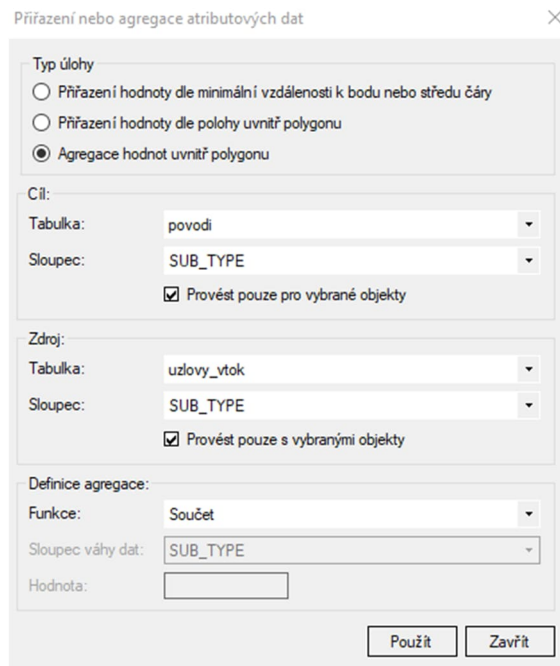 Přiřazení nebo agregace atributových dat
Typ úlohy
Přiřazení hodnoty dle minimální vzdálenosti k bodu nebo středu čáry
Přiřazení hodnoty dle polohy uvnitř polygonu
Agregace hodnot uvnitř polygonu
Cíl:
Tabulka: povodi
Sloupec: SUB_TYPE
Provést pouze pro vybrané objekty
Zdroj:
Tabulka: uzlovy_vtok
Sloupec: SUB_TYPE
Provést pouze s vybranými objekty
Definice agregace:
Funkce: Součet
Sloupec váhy dat: SUB_TYPE
Hodnota:
Použít Zavřít